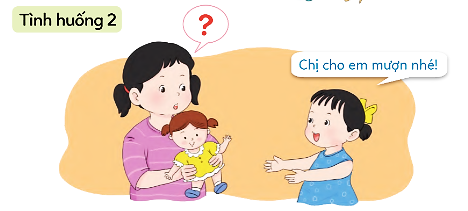 Tình huống 2
?
Chị cho em mượn nhé!